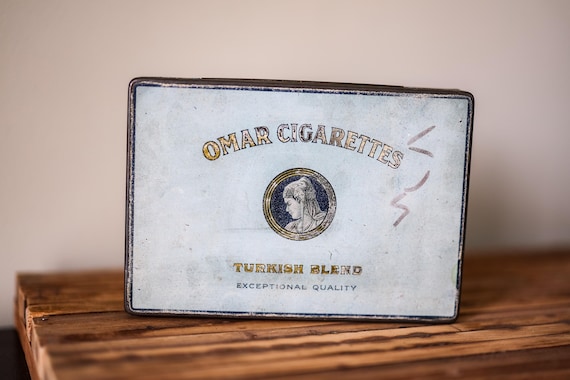 OMAR CIGARETTES
TURKISH BLEND
EXCEPTIONAL QUALITY